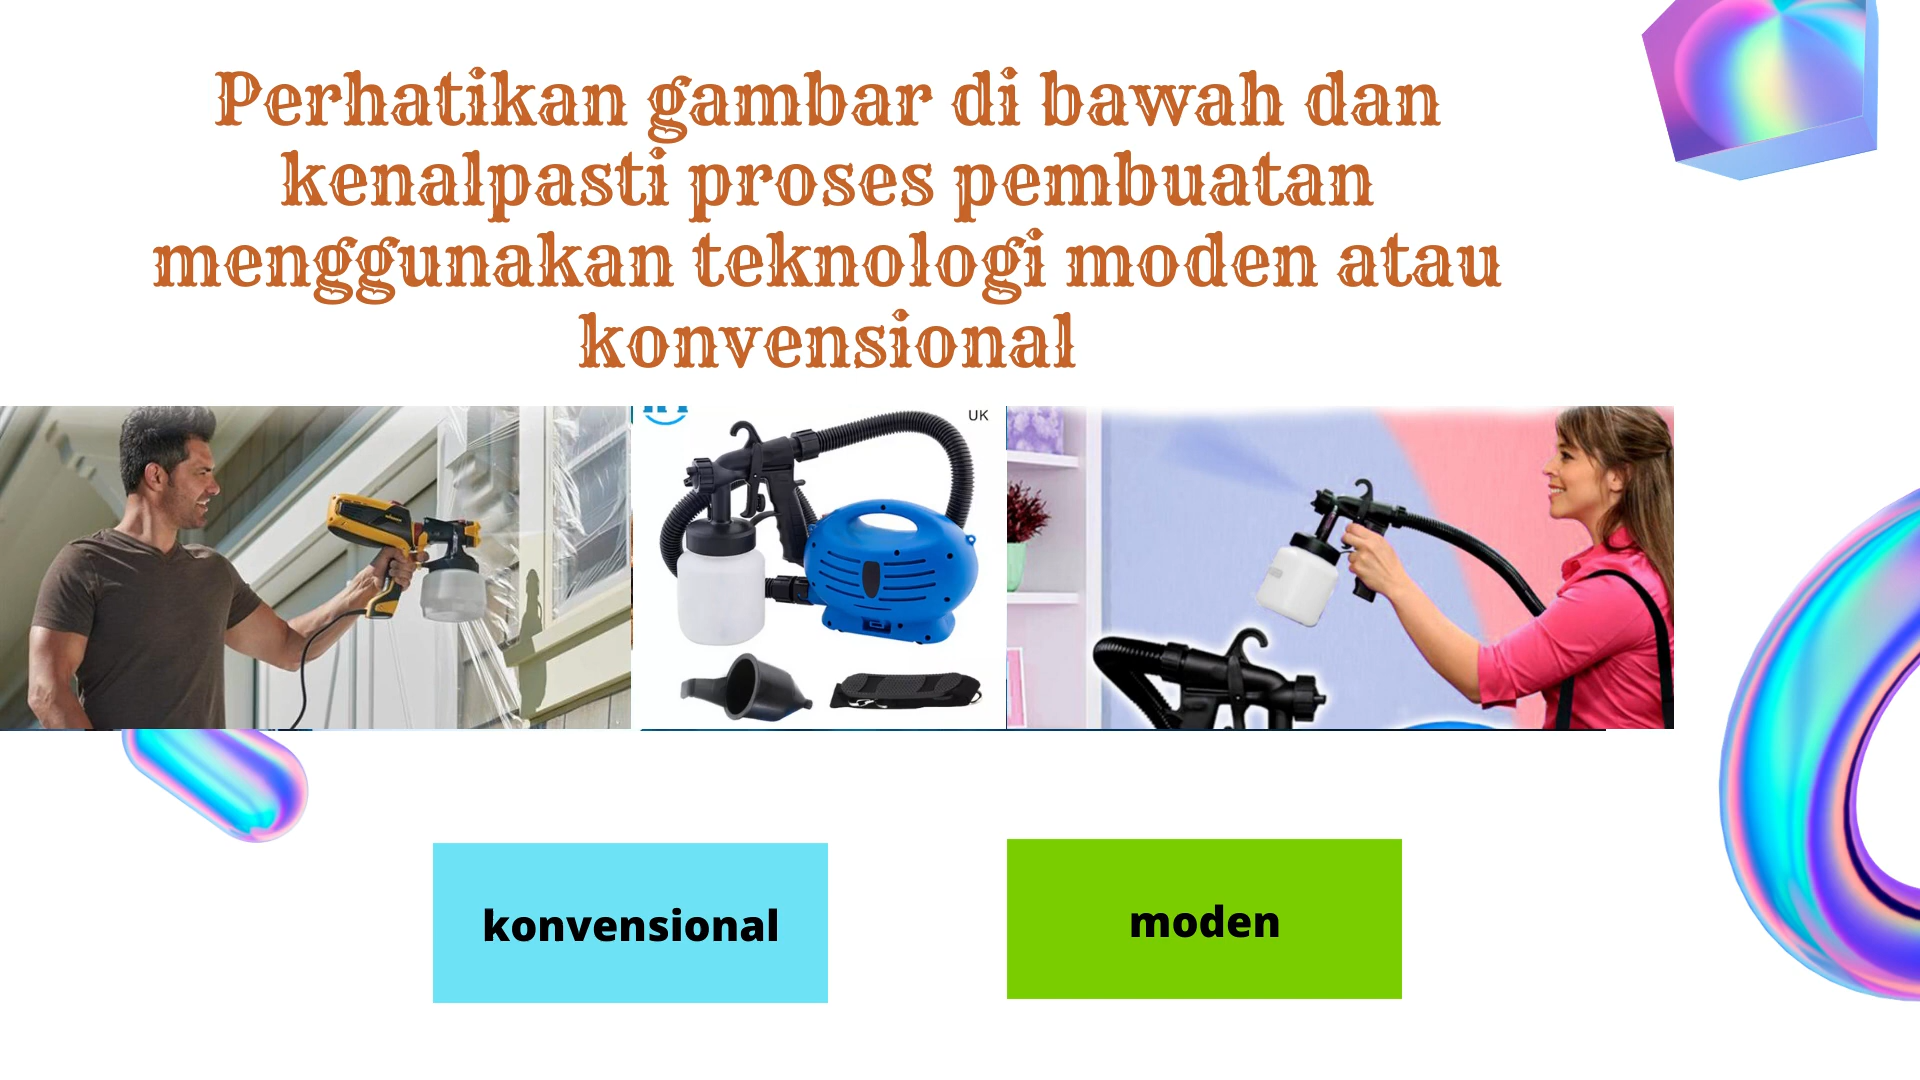 Perhatikan gambar di bawah dan
kenalpasti proses pembuatan
menggunakan teknologi moden atau
konvensional
UK
konvensional
moden